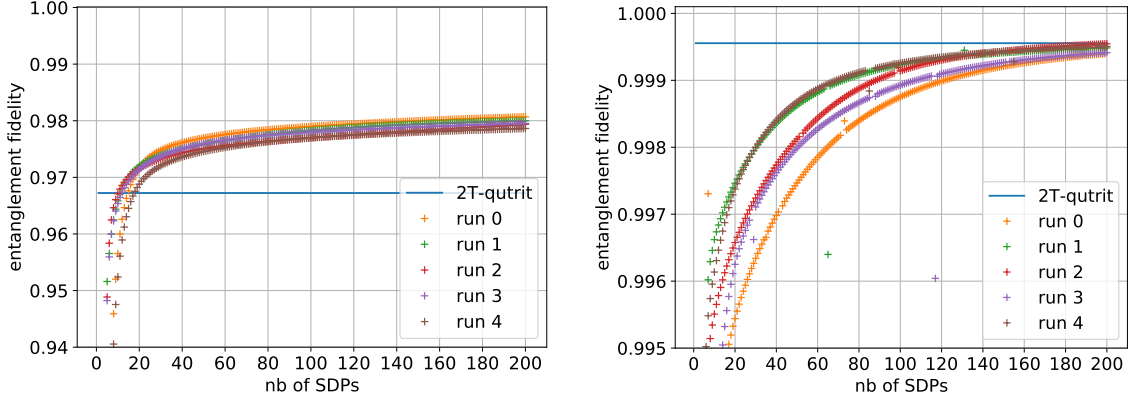 1.00
0.99
0.98
0.97
0.96
0.95
0.94
entanglement fidelity
0 20 40 60 80 100 120 140 160 180 200
nb of SDPs
2T-qutrit
run 0
run 1
run 2
run 3
run 4
1.000
0.999
0.998
0.997
0.996
0.995
entanglement fidelity
0 20 40 60 80 100 120 140 160 180 200
nb of SDPs
2T-qutrit
run 0
run 1
run 2
run 3
run 4